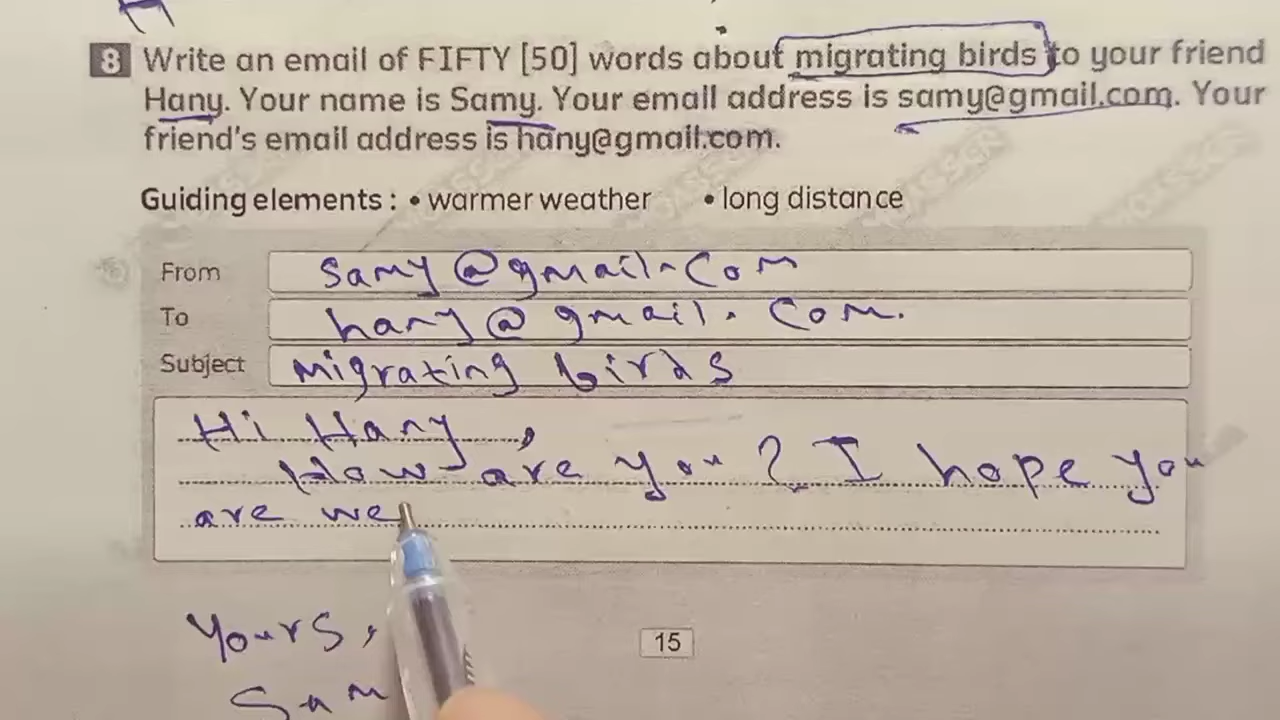 8 Write an email of FIFTY [50] words about migrating birds to your friend
Hany. Your name is Samy. Your email address is samy@gmail.com. Your
friend's email address is hany@gmail.com.
Guiding elements : • warmer weather • long distance
From samy@gmail.com
To hany@gmail.com.
Subject migrating birds
Hi Hany,
How are you? I hope you
are we
Yours,
Sam
15